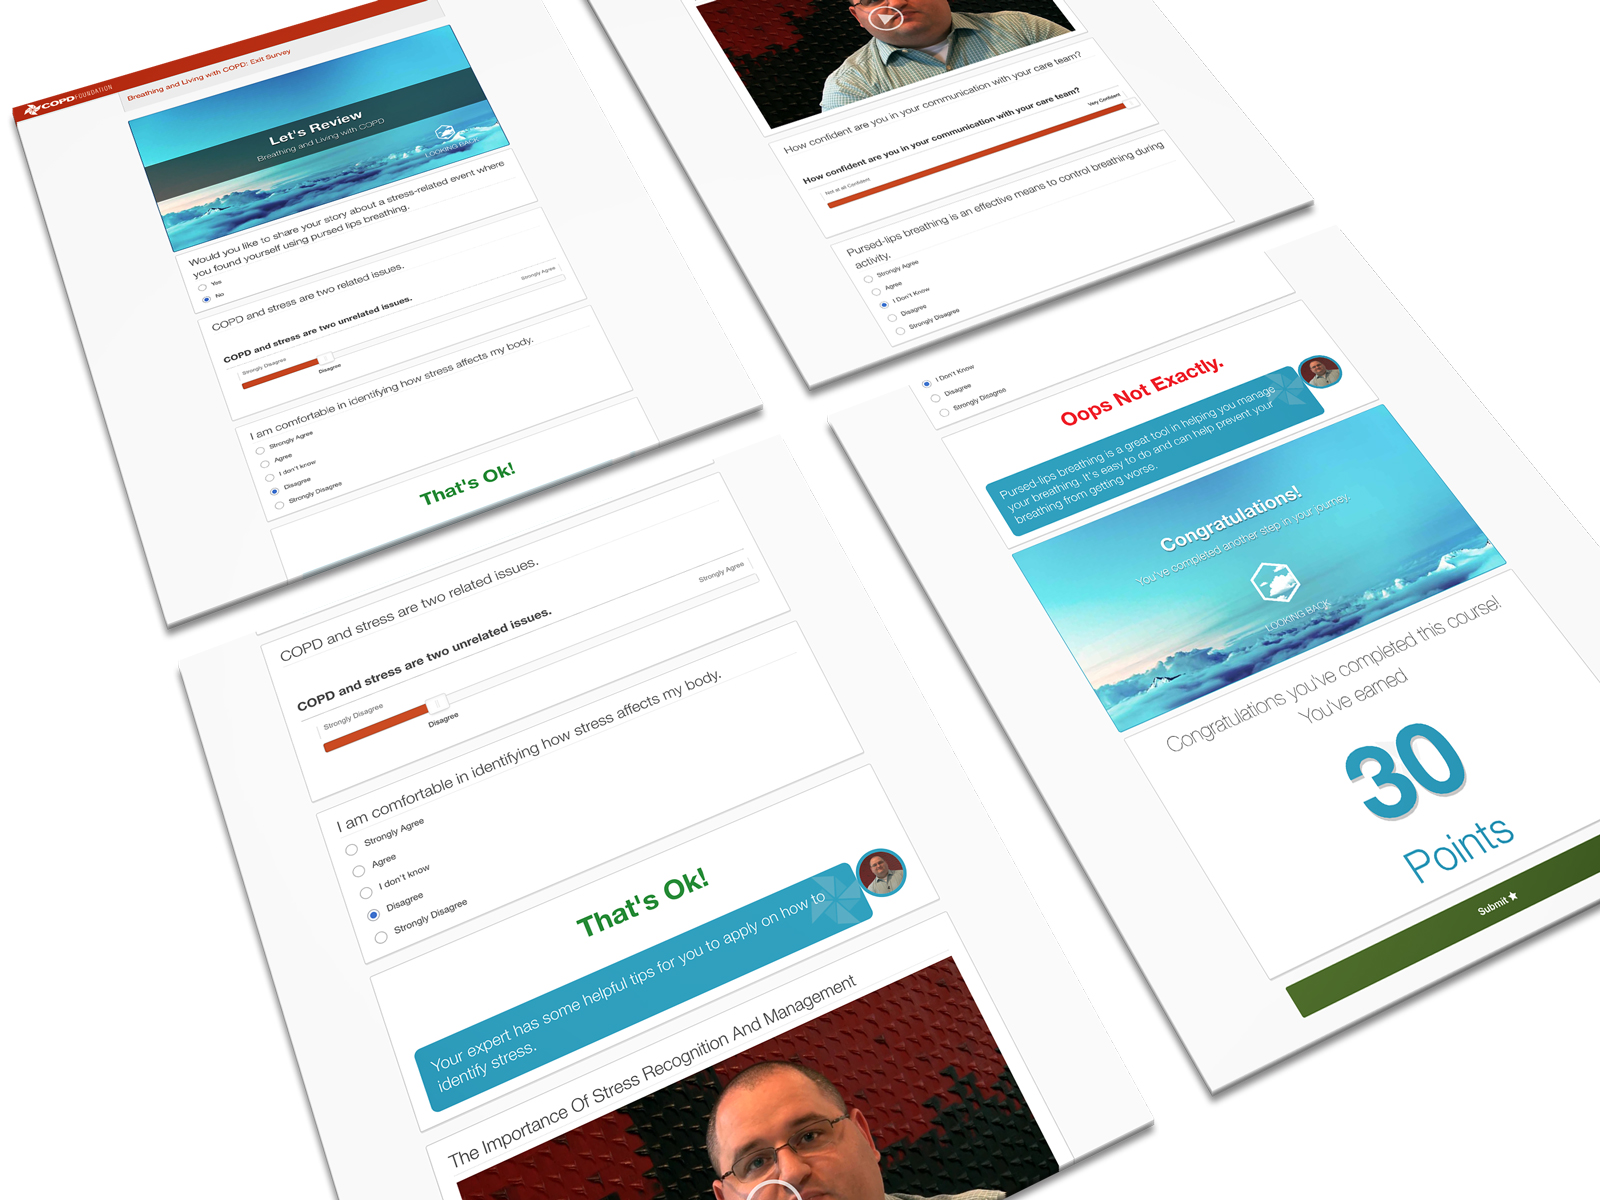 COPDFOUNDATION
Breathing and Living with COPD: Exit Survey
Let's Review
Breathing and Living with COPD
LOOKING BACK
Would you like to share your story about a stress-related event where
you found yourself using pursed lips breathing.
Yes
No
COPD and stress are two related issues.
COPD and stress are two unrelated issues.
Strongly Disagree
Strongly Agree
Disagree
I am comfortable in identifying how stress affects my body.
Strongly Agree
Agree
I don't know
Disagree
Strongly Disagree
That's Ok!
How confident are you in your communication with your care team?
How confident are you in your communication with your care team?
Not at all Confident
Very Confident
Pursed-lips breathing is an effective means to control breathing during
activity.
Strongly Agree
Agree
I Don't Know
Disagree
Strongly Disagree
COPD and stress are two related issues.
COPD and stress are two unrelated issues.
Strongly Disagree
Strongly Agree
Disagree
I am comfortable in identifying how stress affects my body.
Strongly Agree
Agree
I don't know
Disagree
Strongly Disagree
That's Ok!
Your expert has some helpful tips for you to apply on how to
identify stress.
The Importance Of Stress Recognition And Management
I Don't Know
Disagree
Strongly Disagree
Oops Not Exactly.
Pursed-lips breathing is a great tool in helping you manage
your breathing. It's easy to do and can help prevent your
breathing from getting worse.
Congratulations!
You've completed another step in your journey.
LOOKING BACK
Congratulations you've completed this course!
You've earned
30
Points
Submit